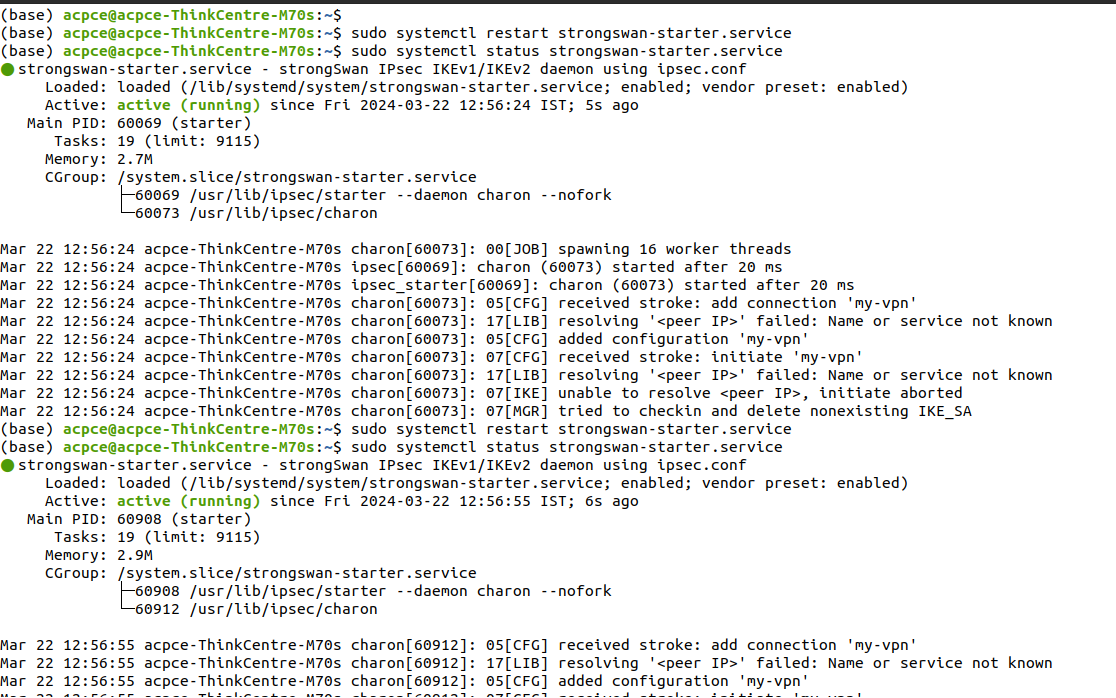 (base) acpce@acpce-ThinkCentre-M70s:~$
(base) acpce@acpce-ThinkCentre-M70s:~$ sudo systemctl restart strongswan-starter.service
(base) acpce@acpce-ThinkCentre-M70s:~$ sudo systemctl status strongswan-starter.service
● strongswan-starter.service - strongSwan IPsec IKEv1/IKEv2 daemon using ipsec.conf
     Loaded: loaded (/lib/systemd/system/strongswan-starter.service; enabled; vendor preset: enabled)
     Active: active (running) since Fri 2024-03-22 12:56:24 IST; 5s ago
   Main PID: 60069 (starter)
      Tasks: 19 (limit: 9115)
     Memory: 2.7M
     CGroup: /system.slice/strongswan-starter.service
             ├─60069 /usr/lib/ipsec/starter --daemon charon --nofork
             └─60073 /usr/lib/ipsec/charon
Mar 22 12:56:24 acpce-ThinkCentre-M70s charon[60073]: 00[JOB] spawning 16 worker threads
Mar 22 12:56:24 acpce-ThinkCentre-M70s ipsec[60069]: charon (60073) started after 20 ms
Mar 22 12:56:24 acpce-ThinkCentre-M70s ipsec_starter[60069]: charon (60073) started after 20 ms
Mar 22 12:56:24 acpce-ThinkCentre-M70s charon[60073]: 05[CFG] received stroke: add connection 'my-vpn'
Mar 22 12:56:24 acpce-ThinkCentre-M70s charon[60073]: 17[LIB] resolving '<peer IP>' failed: Name or service not known
Mar 22 12:56:24 acpce-ThinkCentre-M70s charon[60073]: 05[CFG] added configuration 'my-vpn'
Mar 22 12:56:24 acpce-ThinkCentre-M70s charon[60073]: 07[CFG] received stroke: initiate 'my-vpn'
Mar 22 12:56:24 acpce-ThinkCentre-M70s charon[60073]: 17[LIB] resolving '<peer IP>' failed: Name or service not known
Mar 22 12:56:24 acpce-ThinkCentre-M70s charon[60073]: 07[IKE] unable to resolve <peer IP>, initiate aborted
Mar 22 12:56:24 acpce-ThinkCentre-M70s charon[60073]: 07[MGR] tried to checkin and delete nonexisting IKE_SA
(base) acpce@acpce-ThinkCentre-M70s:~$ sudo systemctl restart strongswan-starter.service
(base) acpce@acpce-ThinkCentre-M70s:~$ sudo systemctl status strongswan-starter.service
● strongswan-starter.service - strongSwan IPsec IKEv1/IKEv2 daemon using ipsec.conf
     Loaded: loaded (/lib/systemd/system/strongswan-starter.service; enabled; vendor preset: enabled)
     Active: active (running) since Fri 2024-03-22 12:56:55 IST; 6s ago
   Main PID: 60908 (starter)
      Tasks: 19 (limit: 9115)
     Memory: 2.9M
     CGroup: /system.slice/strongswan-starter.service
             ├─60908 /usr/lib/ipsec/starter --daemon charon --nofork
             └─60912 /usr/lib/ipsec/charon
Mar 22 12:56:55 acpce-ThinkCentre-M70s charon[60912]: 05[CFG] received stroke: add connection 'my-vpn'
Mar 22 12:56:55 acpce-ThinkCentre-M70s charon[60912]: 17[LIB] resolving '<peer IP>' failed: Name or service not known
Mar 22 12:56:55 acpce-ThinkCentre-M70s charon[60912]: 05[CFG] added configuration 'my-vpn'